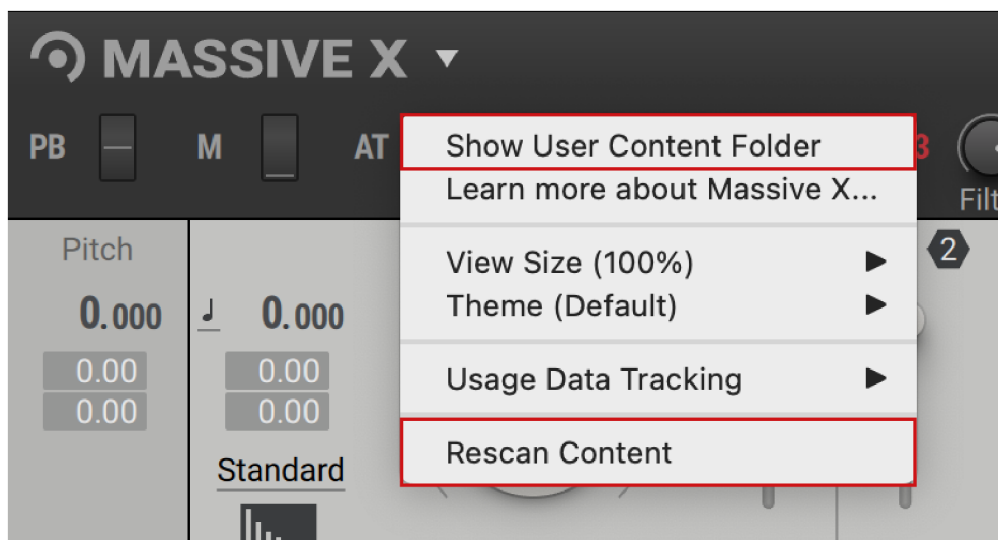 MASSIVE X
PB M AT 3
Show User Content Folder
Learn more about Massive X...
Filt
View Size (100%)
Theme (Default)
Usage Data Tracking
Rescan Content
2
Pitch
0.000 0.000
0.00 0.00
0.00 0.00
Standard